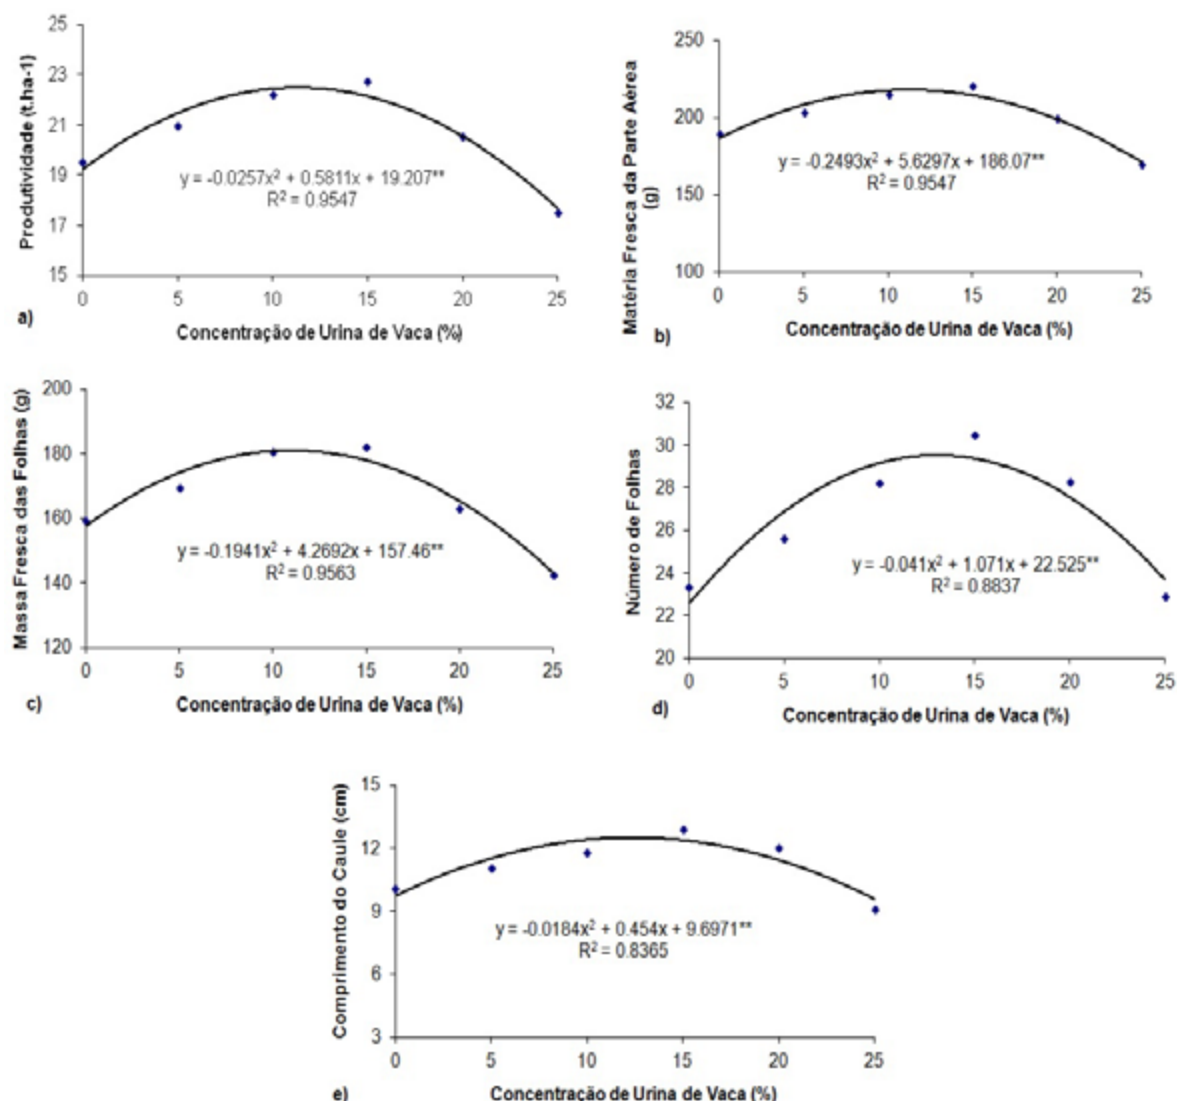 25
23
21
19
17
15
Produtividade (t.ha-1)
y = -0.0257x² + 0.5811x + 19.207**
R² = 0.9547
0 5 10 15 20 25
a)
Concentração de Urina de Vaca (%)
250
200
150
100
Matéria Fresca da Parte Aérea
(g)
y = -0.2493x² + 5.6297x + 186.07**
R² = 0.9547
0 5 10 15 20 25
b)
Concentração de Urina de Vaca (%)
200
180
160
140
120
Massa Fresca das Folhas (g)
y = -0.1941x² + 4.2692x + 157.46**
R² = 0.9563
0 5 10 15 20 25
c)
Concentração de Urina de Vaca (%)
32
30
28
26
24
22
20
Número de Folhas
y = -0.041x² + 1.071x + 22.525**
R² = 0.8837
0 5 10 15 20 25
d)
Concentração de Urina de Vaca (%)
15
12
9
6
3
Comprimento do Caule (cm)
y = -0.0184x² + 0.454x + 9.6971**
R² = 0.8365
0 5 10 15 20 25
e)
Concentração de Urina de Vaca (%)